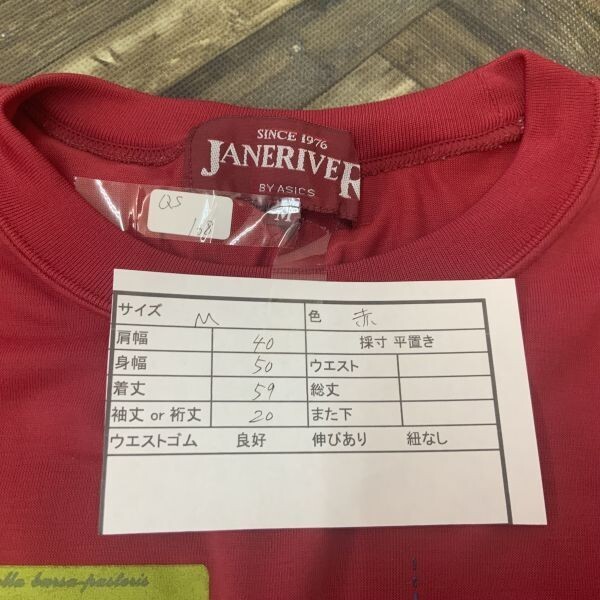 SINCE 1976
JANERIVER
BY ASICS
M
QS
108
サイズ M 色 赤
肩幅 40 採寸 平置き
身幅 50 ウエスト
着丈 59 総丈
袖丈 or 裄丈 20 また下
ウエストゴム 良好 伸びあり 紐なし
bursa-pastoris